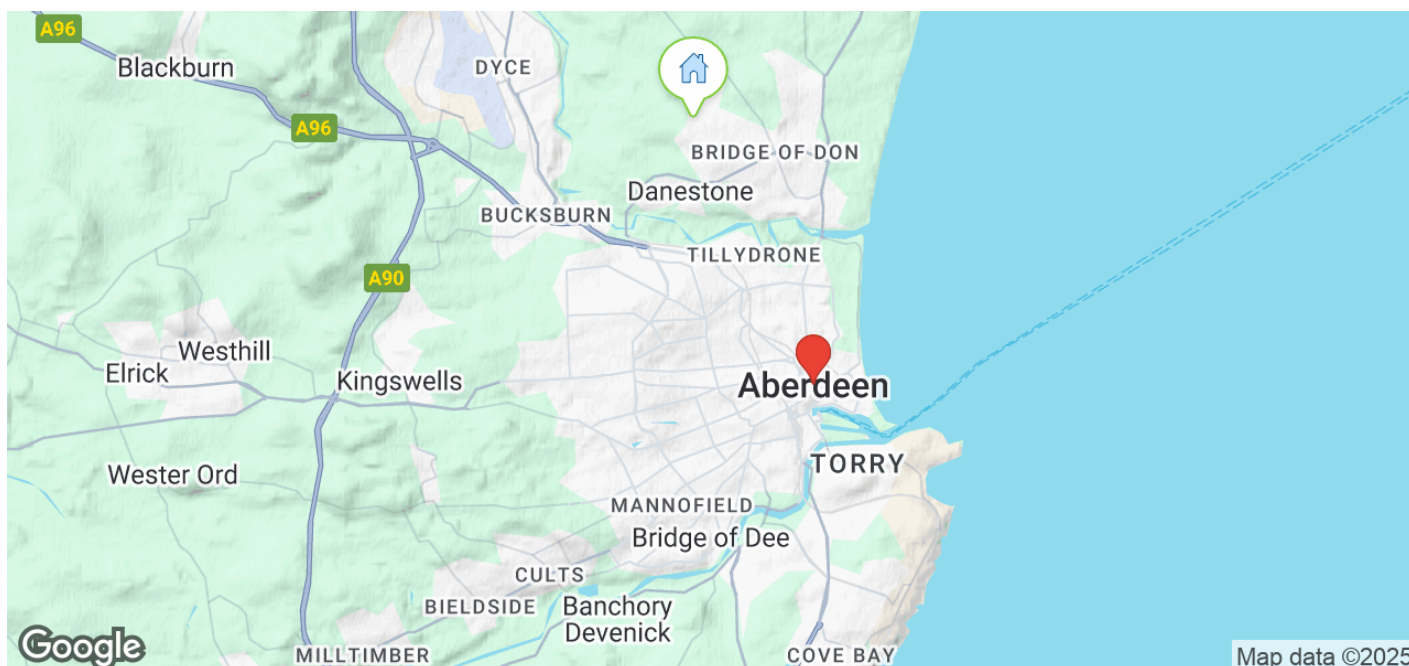 A96
Blackburn
DYCE
A96
BRIDGE OF DON
Danestone
BUCKSBURN
TILLYDRONE
A90
Westhill
Elrick
Kingswells
Aberdeen
TORRY
Wester Ord
MANNOFIELD
Bridge of Dee
CULTS
BIELDSIDE
Banchory
Devenick
Google
MILLTIMBER
COVE BAY
Map data ©2025